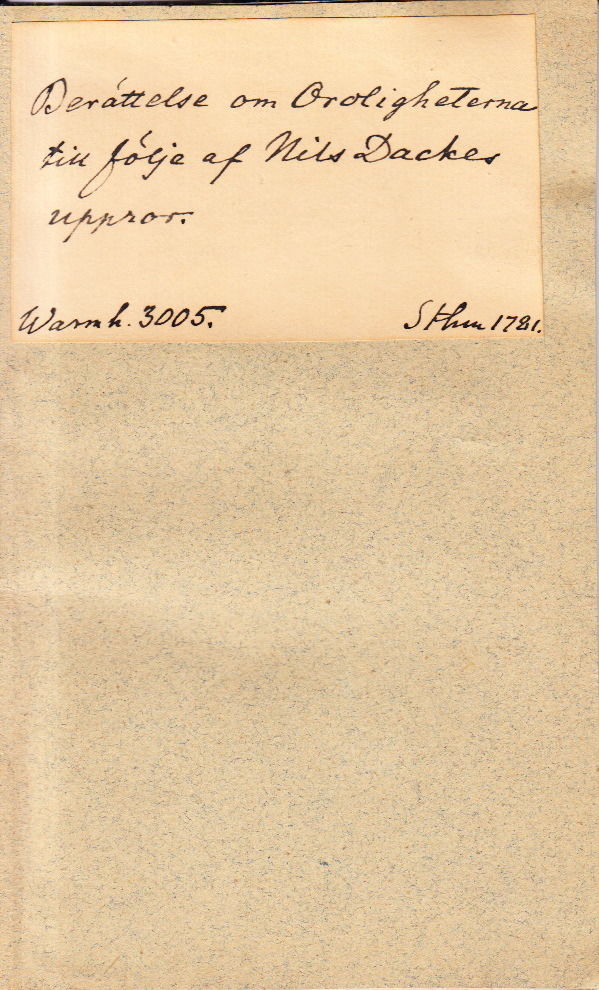 Berättelse om Oroligheterna
till följe af Nils Dackes
uppror.
Warmh. 3005.
Sthm 1781.